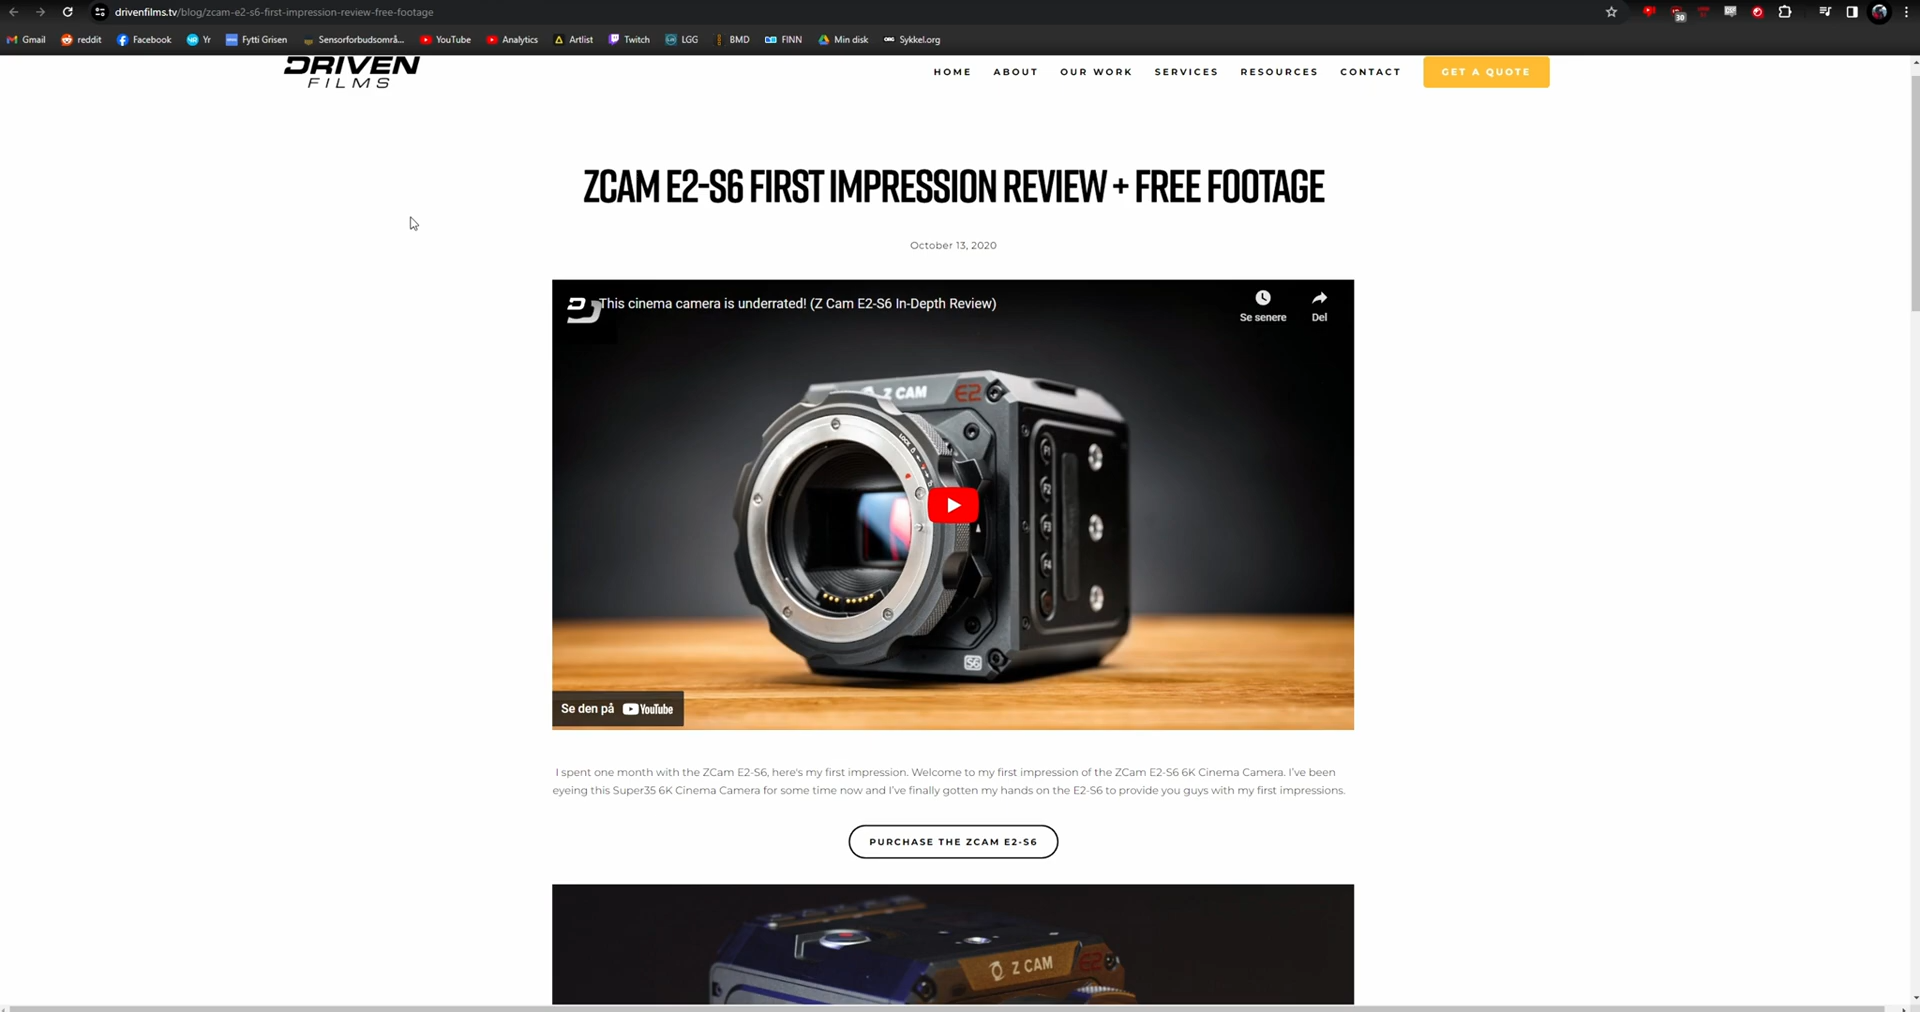 drivenfilms.tv/blog/zcam-e2-s6-first-impression-review-free-footage
30
Gmail reddit Facebook Yr Fytti Grisen Sensorforbudsområ... YouTube Analytics Artlist Twitch LGG BMD FINN Min disk Sykkel.org
DRIVEN
FILMS
HOME ABOUT OUR WORK SERVICES RESOURCES CONTACT GET A QUOTE
ZCAM E2-S6 FIRST IMPRESSION REVIEW + FREE FOOTAGE
October 13, 2020
This cinema camera is underrated! (Z Cam E2-S6 In-Depth Review)
Se senere Del
Z CAM E2
LOCK
F1
F2
F3
F4
S6
Se den på YouTube
I spent one month with the ZCam E2-S6, here's my first impression. Welcome to my first impression of the ZCam E2-S6 6K Cinema Camera. I've been
eyeing this Super35 6K Cinema Camera for some time now and I've finally gotten my hands on the E2-S6 to provide you guys with my first impressions.
PURCHASE THE ZCAM E2-S6
Z CAM E2